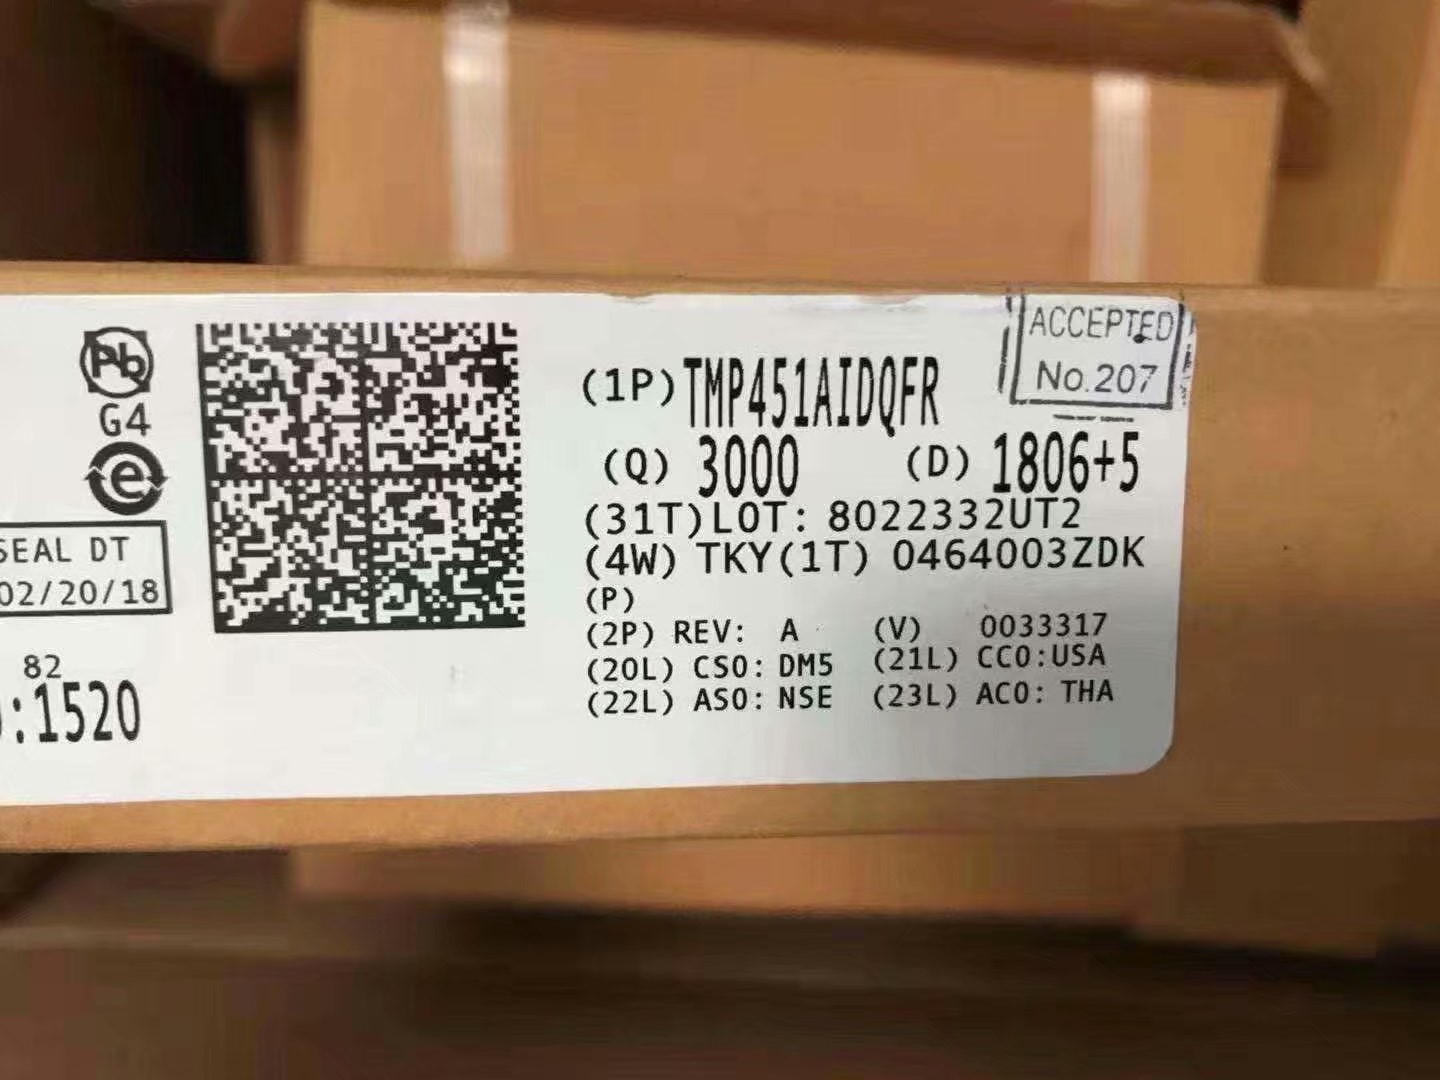 Pb
G4
e
SEAL DT
02/20/18
82
:1520
ACCEPTED
No.207
(1P) TMP451AIDQFR
(Q) 3000 (D) 1806+5
(31T)LOT: 8022332UT2
(4W) TKY(1T) 0464003ZDK
(P)
(2P) REV: A (V) 0033317
(20L) CSO: DM5 (21L) CCO:USA
(22L) ASO: NSE (23L) ACO: THA